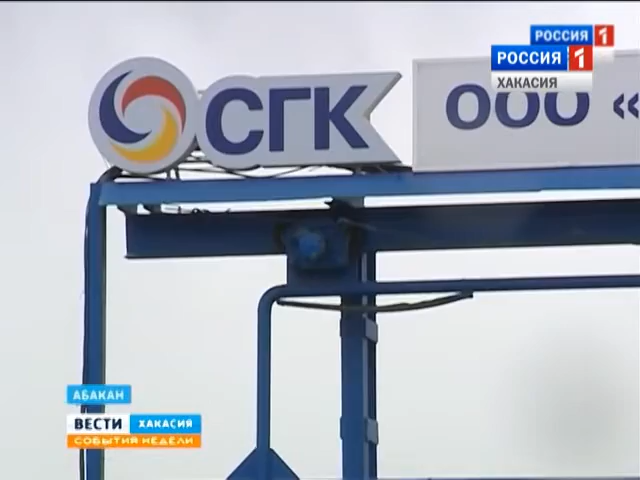 РОССИЯ 1
РОССИЯ 1
ХАКАСИЯ
СГК
ООО «
АБАКАН
ВЕСТИ ХАКАСИЯ
СОБЫТИЯ НЕДЕЛИ